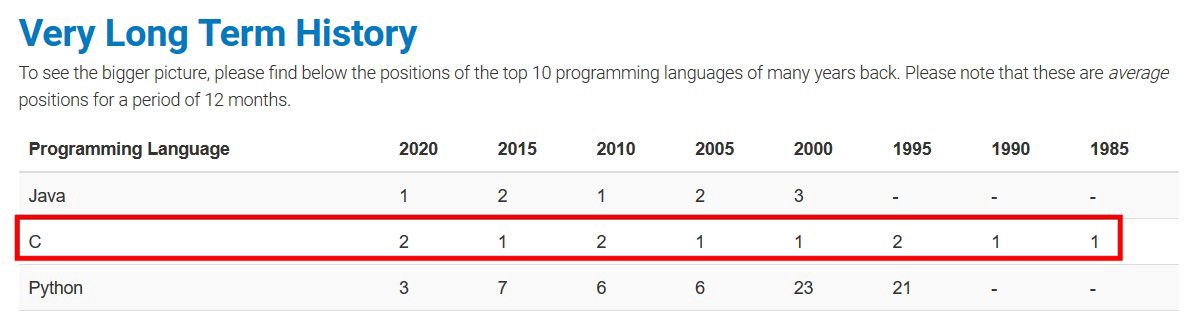 Very Long Term History
To see the bigger picture, please find below the positions of the top 10 programming languages of many years back. Please note that these are average
positions for a period of 12 months.
Programming Language 2020 2015 2010 2005 2000 1995 1990 1985
Java 1 2 1 2 3 - - -
C 2 1 2 1 1 2 1 1
Python 3 7 6 6 23 21 - -